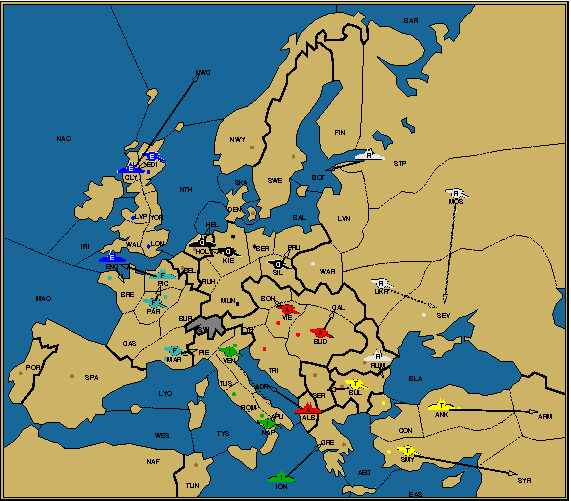 BAR
NWG
NAO
FIN
NWY
STP
EDI
CLY
SWE
BOT
SKA
NTH
MOS
DEN
LVN
LVP
YOR
HEL
BAL
IRI
WAL
LON
HOL
KIE
BER
PRU
SIL
WAR
ENG
BEL
RUH
PIC
UKR
MAO
BRE
MUN
BOH
GAL
PAR
VIE
SEV
BUR
SWI
GAS
BUD
MAR
PIE
VEN
RUM
POR
SPA
TRI
TUS
ADR
SER
BUL
BLA
LYO
ROM
ALB
ANK
ARM
APU
NAP
WES
TYS
CON
GRE
NAF
SMY
AEG
TUN
ION
SYR
EAS